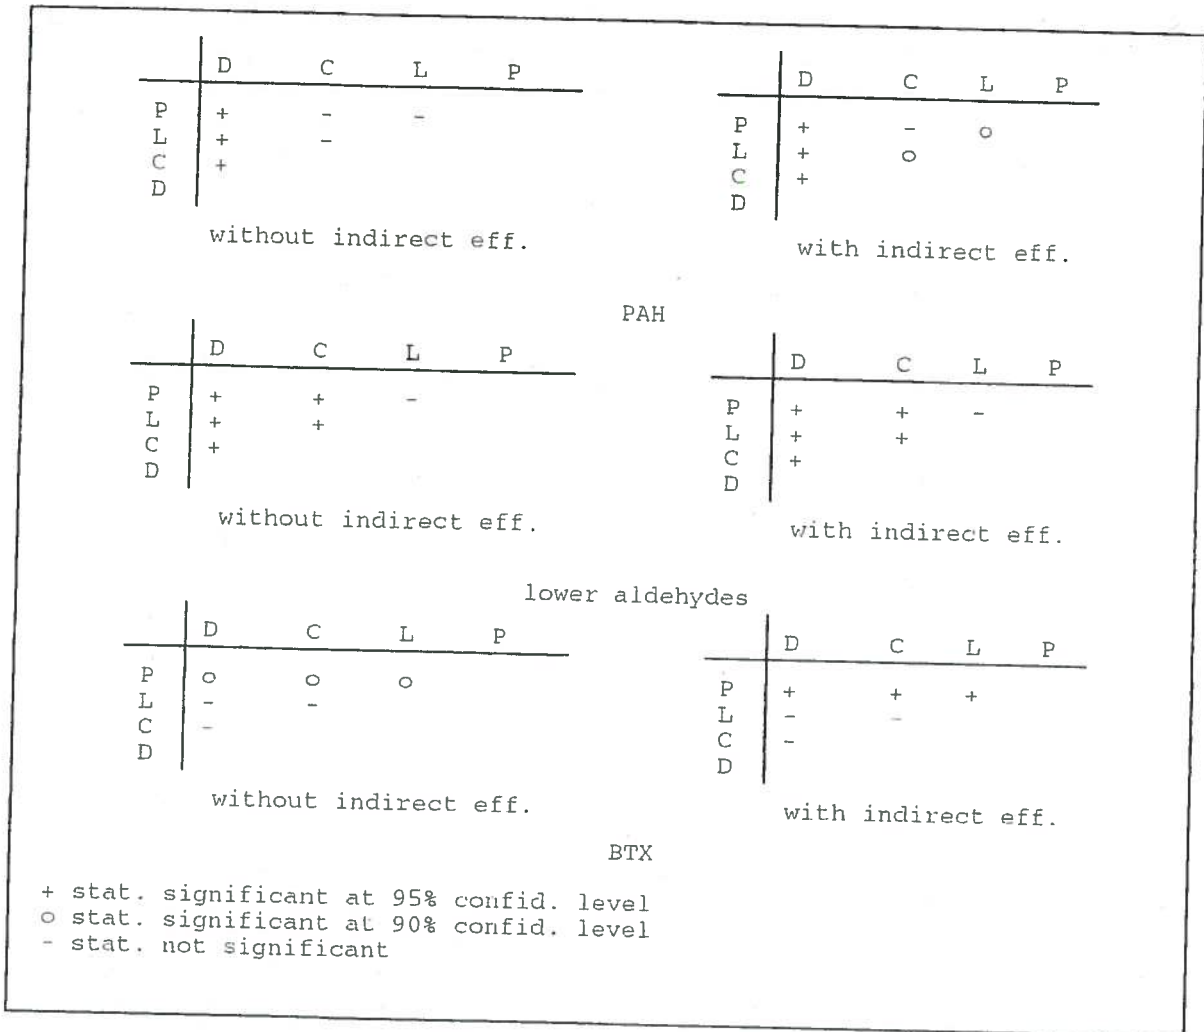 D C L P
P + - -
L + -
C +
D
without indirect eff.
D C L P
P + - o
L + o
C +
D
with indirect eff.
PAH
D C L P
P + + -
L + +
C +
D
without indirect eff.
D C L P
P + + -
L + +
C +
D
with indirect eff.
lower aldehydes
D C L P
P o o o
L - -
C -
D
without indirect eff.
D C L P
P + + +
L - -
C -
D
with indirect eff.
BTX
+ stat. significant at 95% confid. level
o stat. significant at 90% confid. level
- stat. not significant